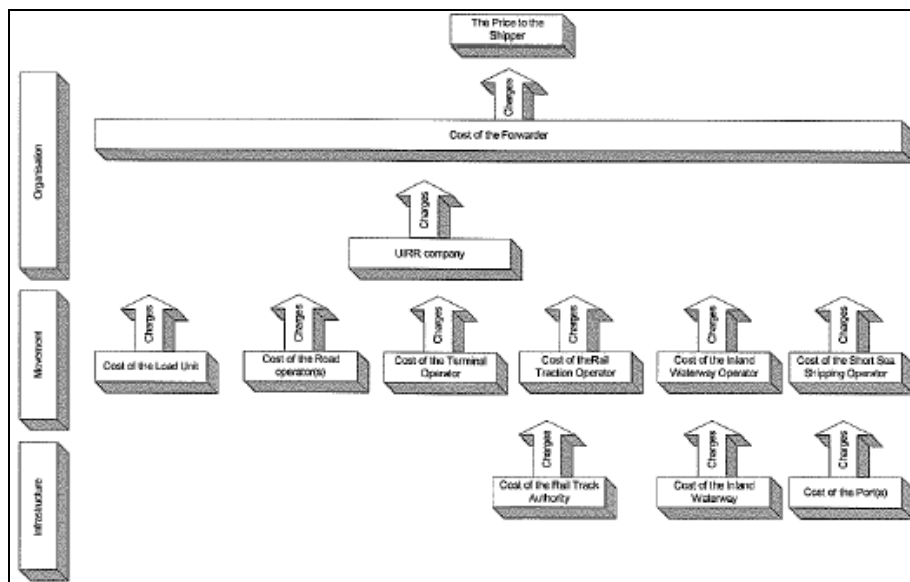 The Price to the
Shipper
Charges
Cost of the Forwarder
Organisation
Charges
UIRR company
Movement
Charges
Charges
Charges
Charges
Charges
Charges
Cost of the Load Unit
Cost of the Road
operator(s)
Cost of the Terminal
Operator
Cost of theRail
Traction Operator
Cost of the Inland
Waterway Operator
Cost of the Short Sea
Shipping Operator
Infrastructure
Charges
Charges
Charges
Cost of the Rail Track
Authority
Cost of the Inland
Waterway
Cost of the Port(s)